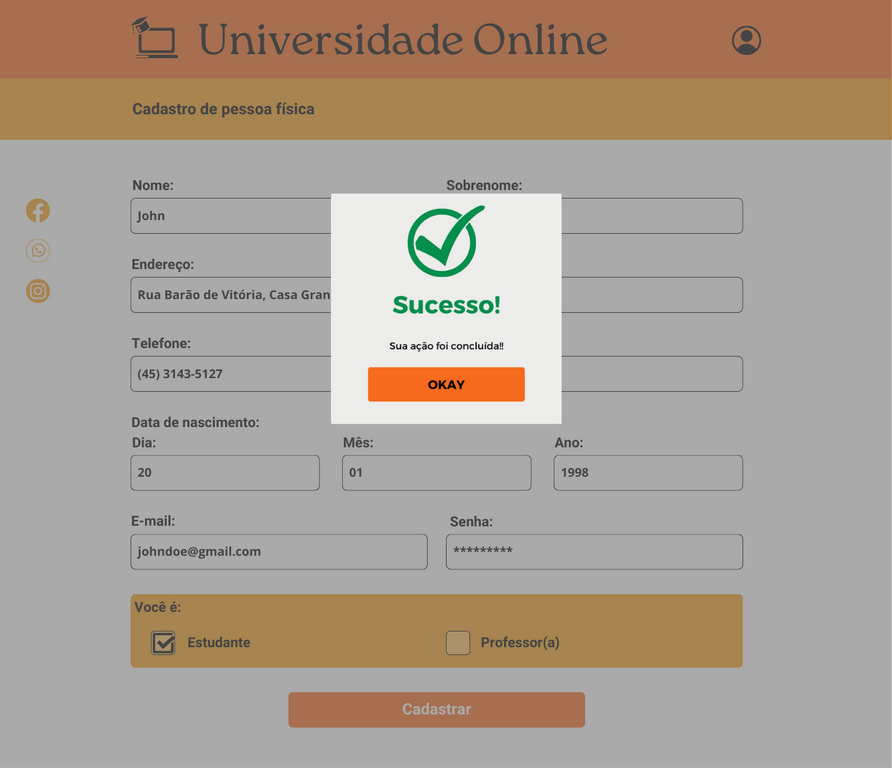 Universidade Online
Cadastro de pessoa física
Nome:
Sobrenome:
John
Endereço:
Rua Barão de Vitória, Casa Gran
Telefone:
(45) 3143-5127
Sucesso!
Sua ação foi concluída!!
OKAY
Data de nascimento:
Dia:
Mês:
Ano:
20
01
1998
E-mail:
Senha:
johndoe@gmail.com
*********
Você é:
Estudante
Professor(a)
Cadastrar